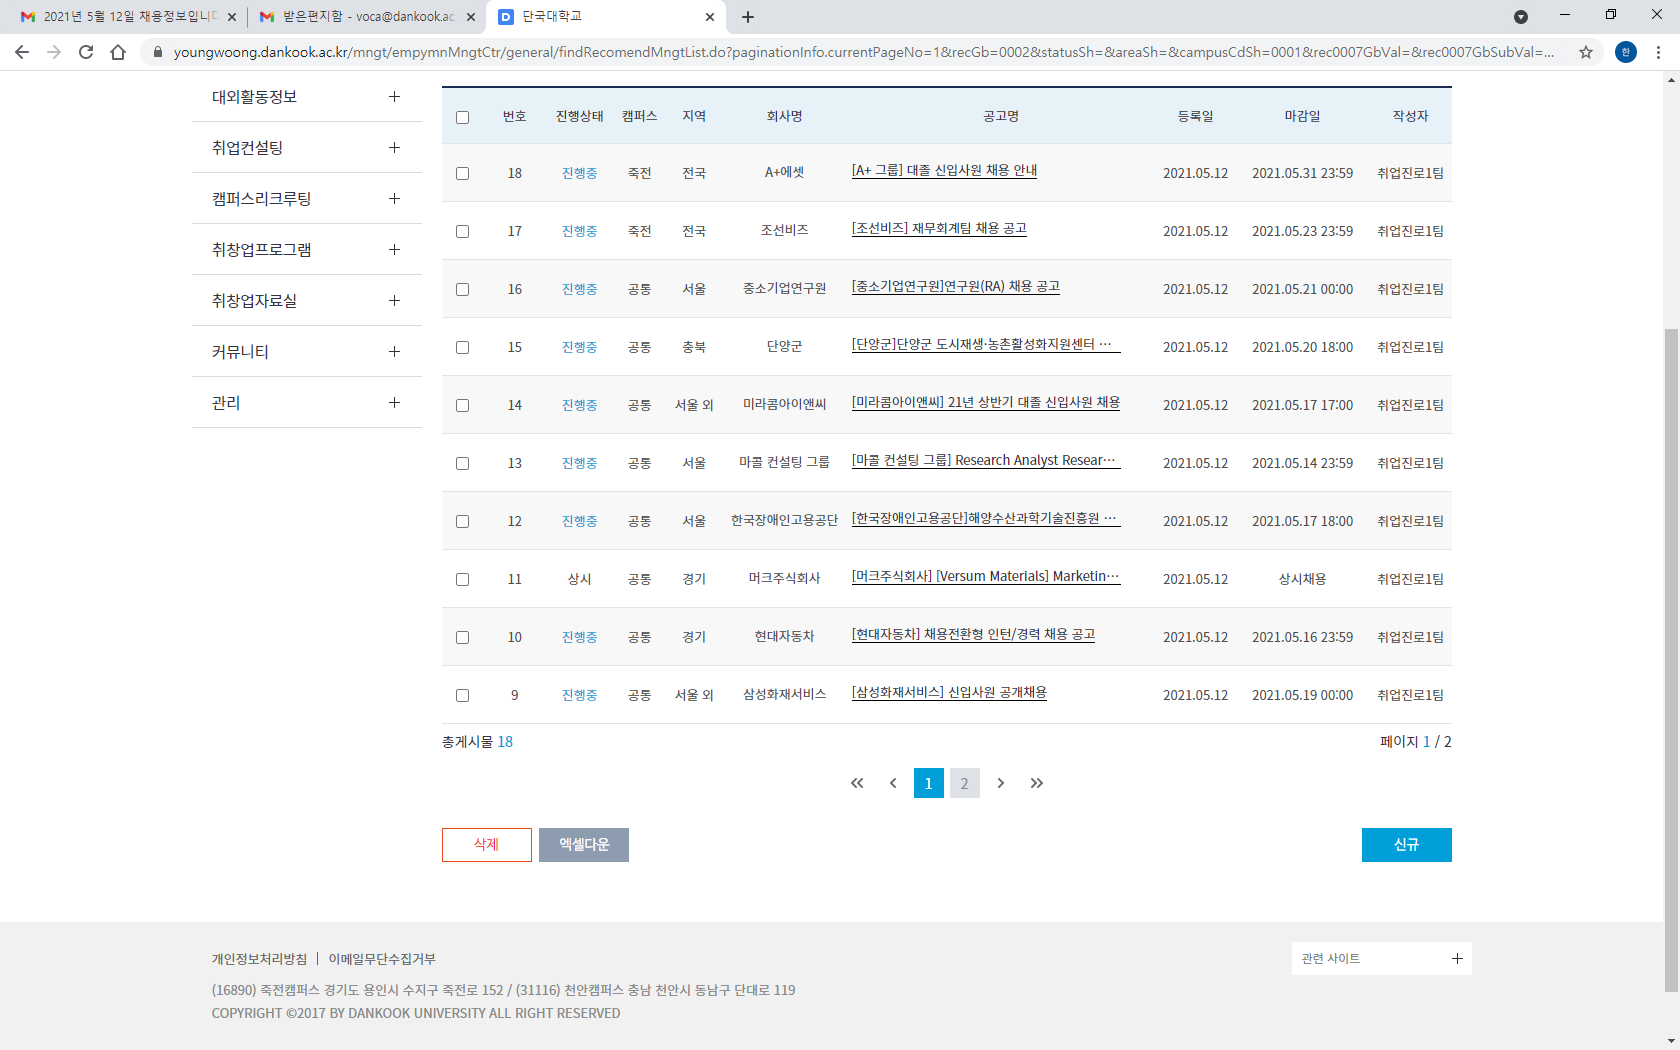 2021년 5월 12일 채용정보입니다
받은편지함 - voca@dankook.ac.
단국대학교
youngwoong.dankook.ac.kr/mngt/empymnMngtCtr/general/findRecomendMngtList.do?paginationInfo.currentPageNo=1&recGb=0002&statusSh=&areaSh=&campusCdSh=0001&rec0007GbVal=&rec0007GbSubVal=...
한
대외활동정보
취업컨설팅
캠퍼스리크루팅
취창업프로그램
취창업자료실
커뮤니티
관리
번호 진행상태 캠퍼스 지역 회사명 공고명 등록일 마감일 작성자
18 진행중 죽전 전국 A+에셋 [A+ 그룹] 대졸 신입사원 채용 안내 2021.05.12 2021.05.31 23:59 취업진로1팀
17 진행중 죽전 전국 조선비즈 [조선비즈] 재무회계팀 채용 공고 2021.05.12 2021.05.23 23:59 취업진로1팀
16 진행중 공통 서울 중소기업연구원 [중소기업연구원]연구원(RA) 채용 공고 2021.05.12 2021.05.21 00:00 취업진로1팀
15 진행중 공통 충북 단양군 [단양군]단양군 도시재생·농촌활성화지원센터 ⋯ 2021.05.12 2021.05.20 18:00 취업진로1팀
14 진행중 공통 서울 외 미라콤아이앤씨 [미라콤아이앤씨] 21년 상반기 대졸 신입사원 채용 2021.05.12 2021.05.17 17:00 취업진로1팀
13 진행중 공통 서울 마콜 컨설팅 그룹 [마콜 컨설팅 그룹] Research Analyst Resear⋯ 2021.05.12 2021.05.14 23:59 취업진로1팀
12 진행중 공통 서울 한국장애인고용공단 [한국장애인고용공단]해양수산과학기술진흥원 ⋯ 2021.05.12 2021.05.17 18:00 취업진로1팀
11 상시 공통 경기 머크주식회사 [머크주식회사] [Versum Materials] Marketin⋯ 2021.05.12 상시채용 취업진로1팀
10 진행중 공통 경기 현대자동차 [현대자동차] 채용전환형 인턴/경력 채용 공고 2021.05.12 2021.05.16 23:59 취업진로1팀
9 진행중 공통 서울 외 삼성화재서비스 [삼성화재서비스] 신입사원 공개채용 2021.05.12 2021.05.19 00:00 취업진로1팀
총게시물 18 페이지 1 / 2
1 2
삭제 엑셀다운 신규
개인정보처리방침 | 이메일무단수집거부
관련 사이트
(16890) 죽전캠퍼스 경기도 용인시 수지구 죽전로 152 / (31116) 천안캠퍼스 충남 천안시 동남구 단대로 119
COPYRIGHT ©2017 BY DANKOOK UNIVERSITY ALL RIGHT RESERVED